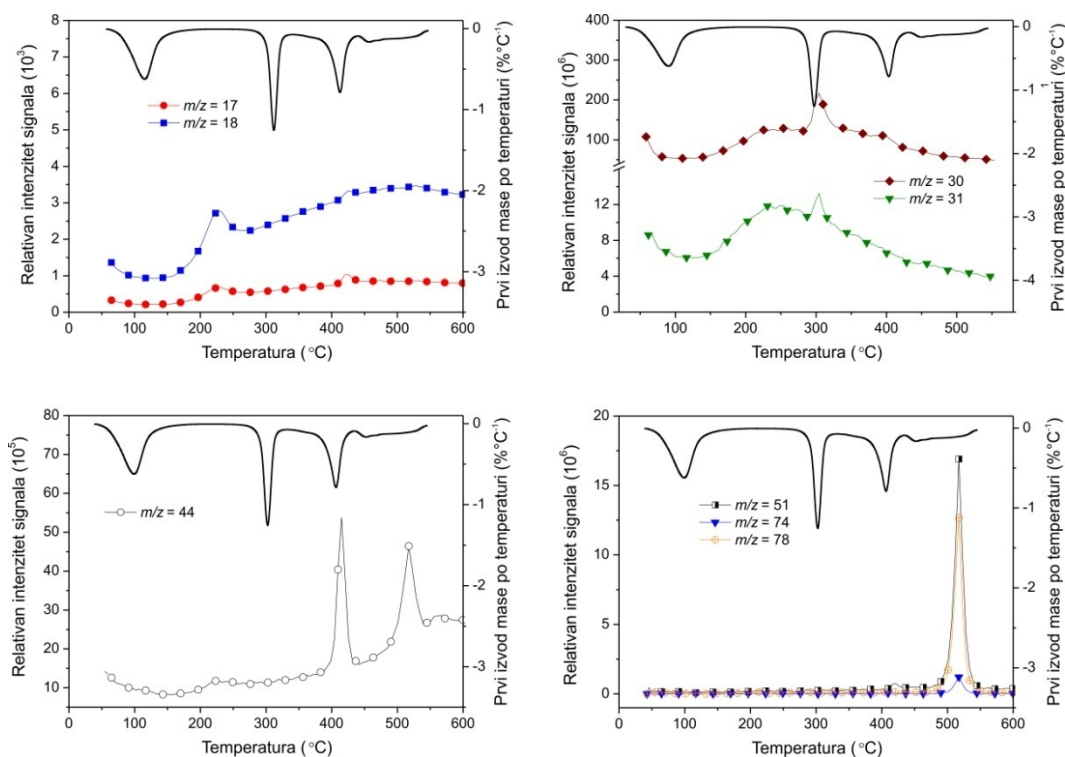 Relativan intenzitet signala (10³)
8
7
6
5
4
3
2
1
0
m/z = 17
m/z = 18
0
-1
-2
-3
Prvi izvod mase po temperaturi (%°C⁻¹)
0 100 200 300 400 500 600
Temperatura (°C)
Relativan intenzitet signala (10⁶)
400
300
200
100
12
8
4
0
m/z = 30
m/z = 31
0
-1
-2
-3
-4
Prvi izvod mase po temperaturi (%°C⁻¹)
100 200 300 400 500
Temperatura (°C)
Relativan intenzitet signala (10⁵)
80
70
60
50
40
30
20
10
m/z = 44
0
-1
-2
-3
Prvi izvod mase po temperaturi (%°C⁻¹)
0 100 200 300 400 500 600
Temperatura (°C)
Relativan intenzitet signala (10⁶)
20
15
10
5
0
m/z = 51
m/z = 74
m/z = 78
0
-1
-2
-3
Prvi izvod mase po temperaturi (%°C⁻¹)
0 100 200 300 400 500 600
Temperatura (°C)